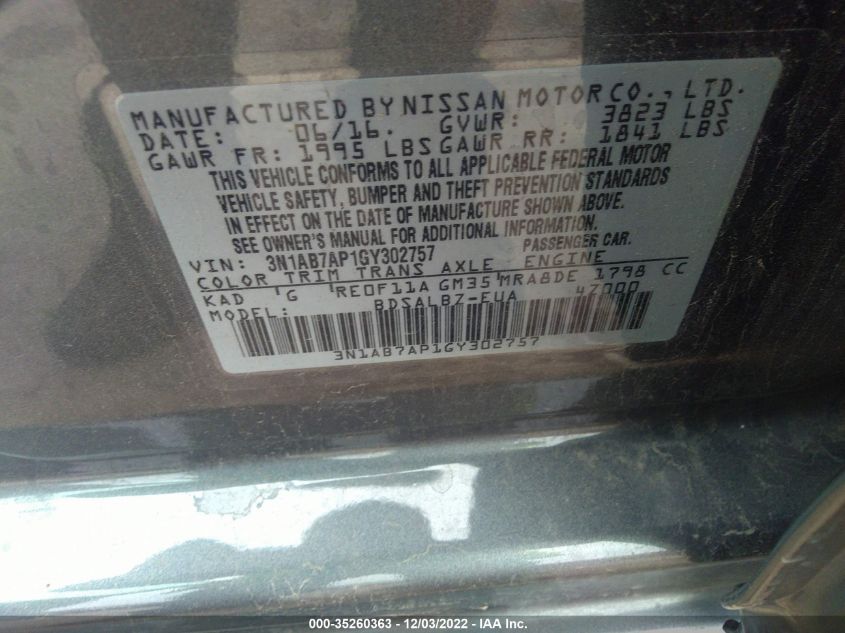 MANUFACTURED BY NISSAN MOTOR CO., LTD.
DATE: 06/16. GVWR: 3823 LBS
GAWR FR: 1995 LBS GAWR RR: 1841 LBS
THIS VEHICLE CONFORMS TO ALL APPLICABLE FEDERAL MOTOR
VEHICLE SAFETY, BUMPER AND THEFT PREVENTION STANDARDS
IN EFFECT ON THE DATE OF MANUFACTURE SHOWN ABOVE.
SEE OWNER'S MANUAL FOR ADDITIONAL INFORMATION.
VIN: 3N1AB7AP1GY302757 PASSENGER CAR.
COLOR TRIM TRANS AXLE ENGINE
KAD G RE0F11A GM35 MRA8DE 1798 CC
MODEL: BDSALBZ-EUA 47000
3N1AB7AP1GY302757
000-35260363 - 12/03/2022 - IAA Inc.